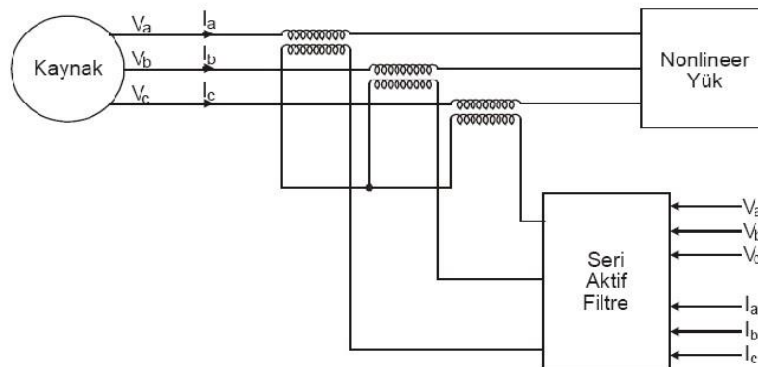 Kaynak
Va
Ia
Vb
Ib
Vc
Ic
Nonlineer
Yük
Seri
Aktif
Filtre
Va
Vb
Vc
Ia
Ib
Ic